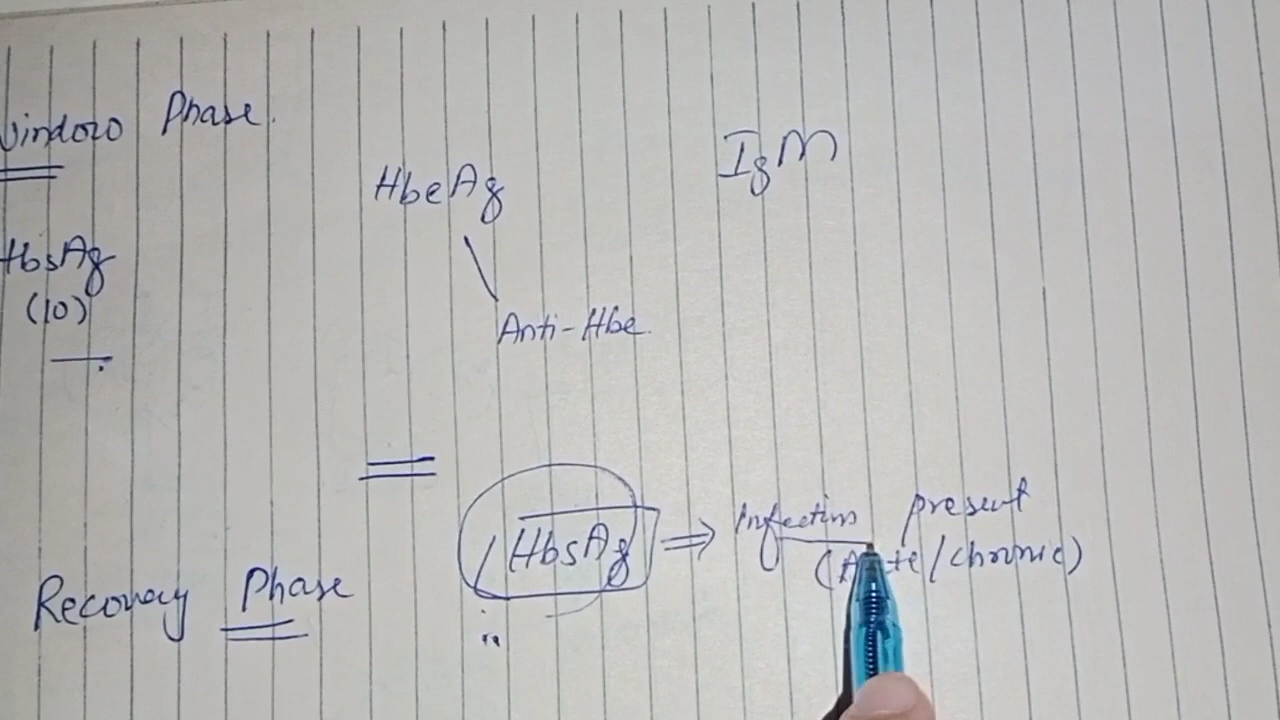 Window Phase.
IgM
HbeAg
HbsAg
(10)
Anti-Hbe.
HbsAg ⇒ Infection present
(Acute/chronic)
Recovery Phase